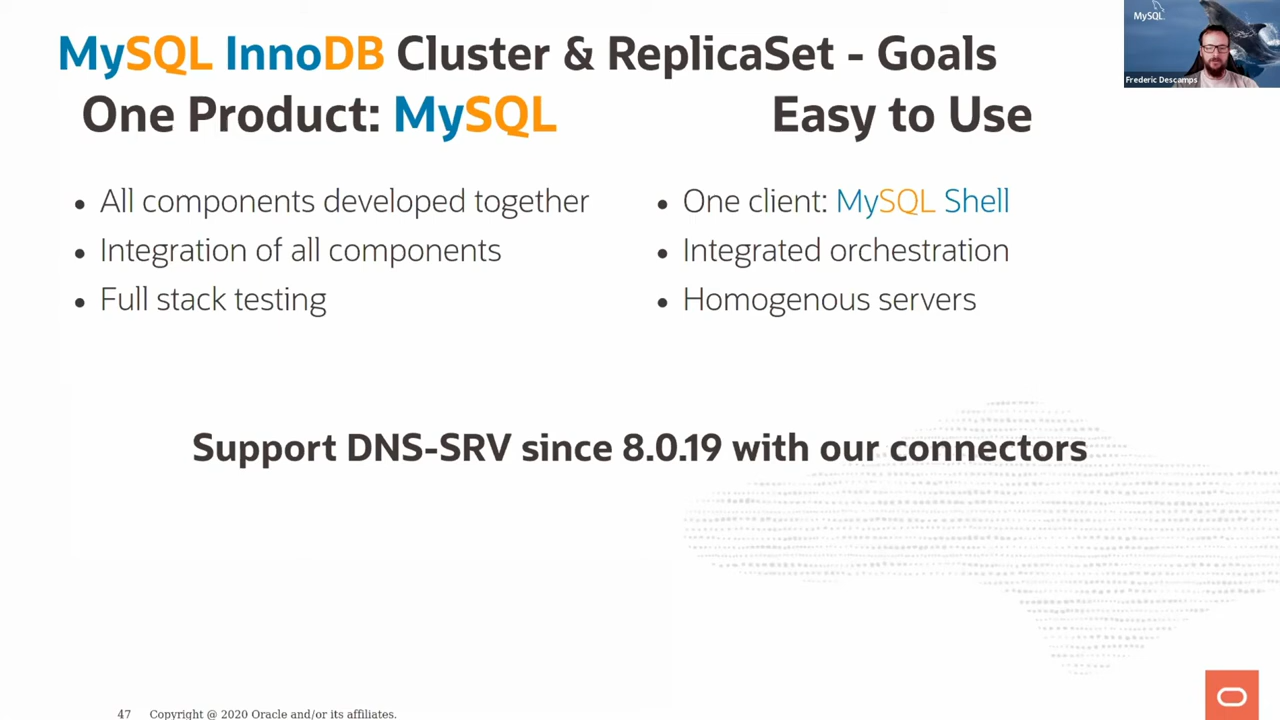 MySQL InnoDB Cluster & ReplicaSet - Goals
One Product: MySQL
All components developed together
Integration of all components
Full stack testing
Easy to Use
One client: MySQL Shell
Integrated orchestration
Homogenous servers
Support DNS-SRV since 8.0.19 with our connectors
47 Copyright @ 2020 Oracle and/or its affiliates.
MySQL
Frederic Descamps